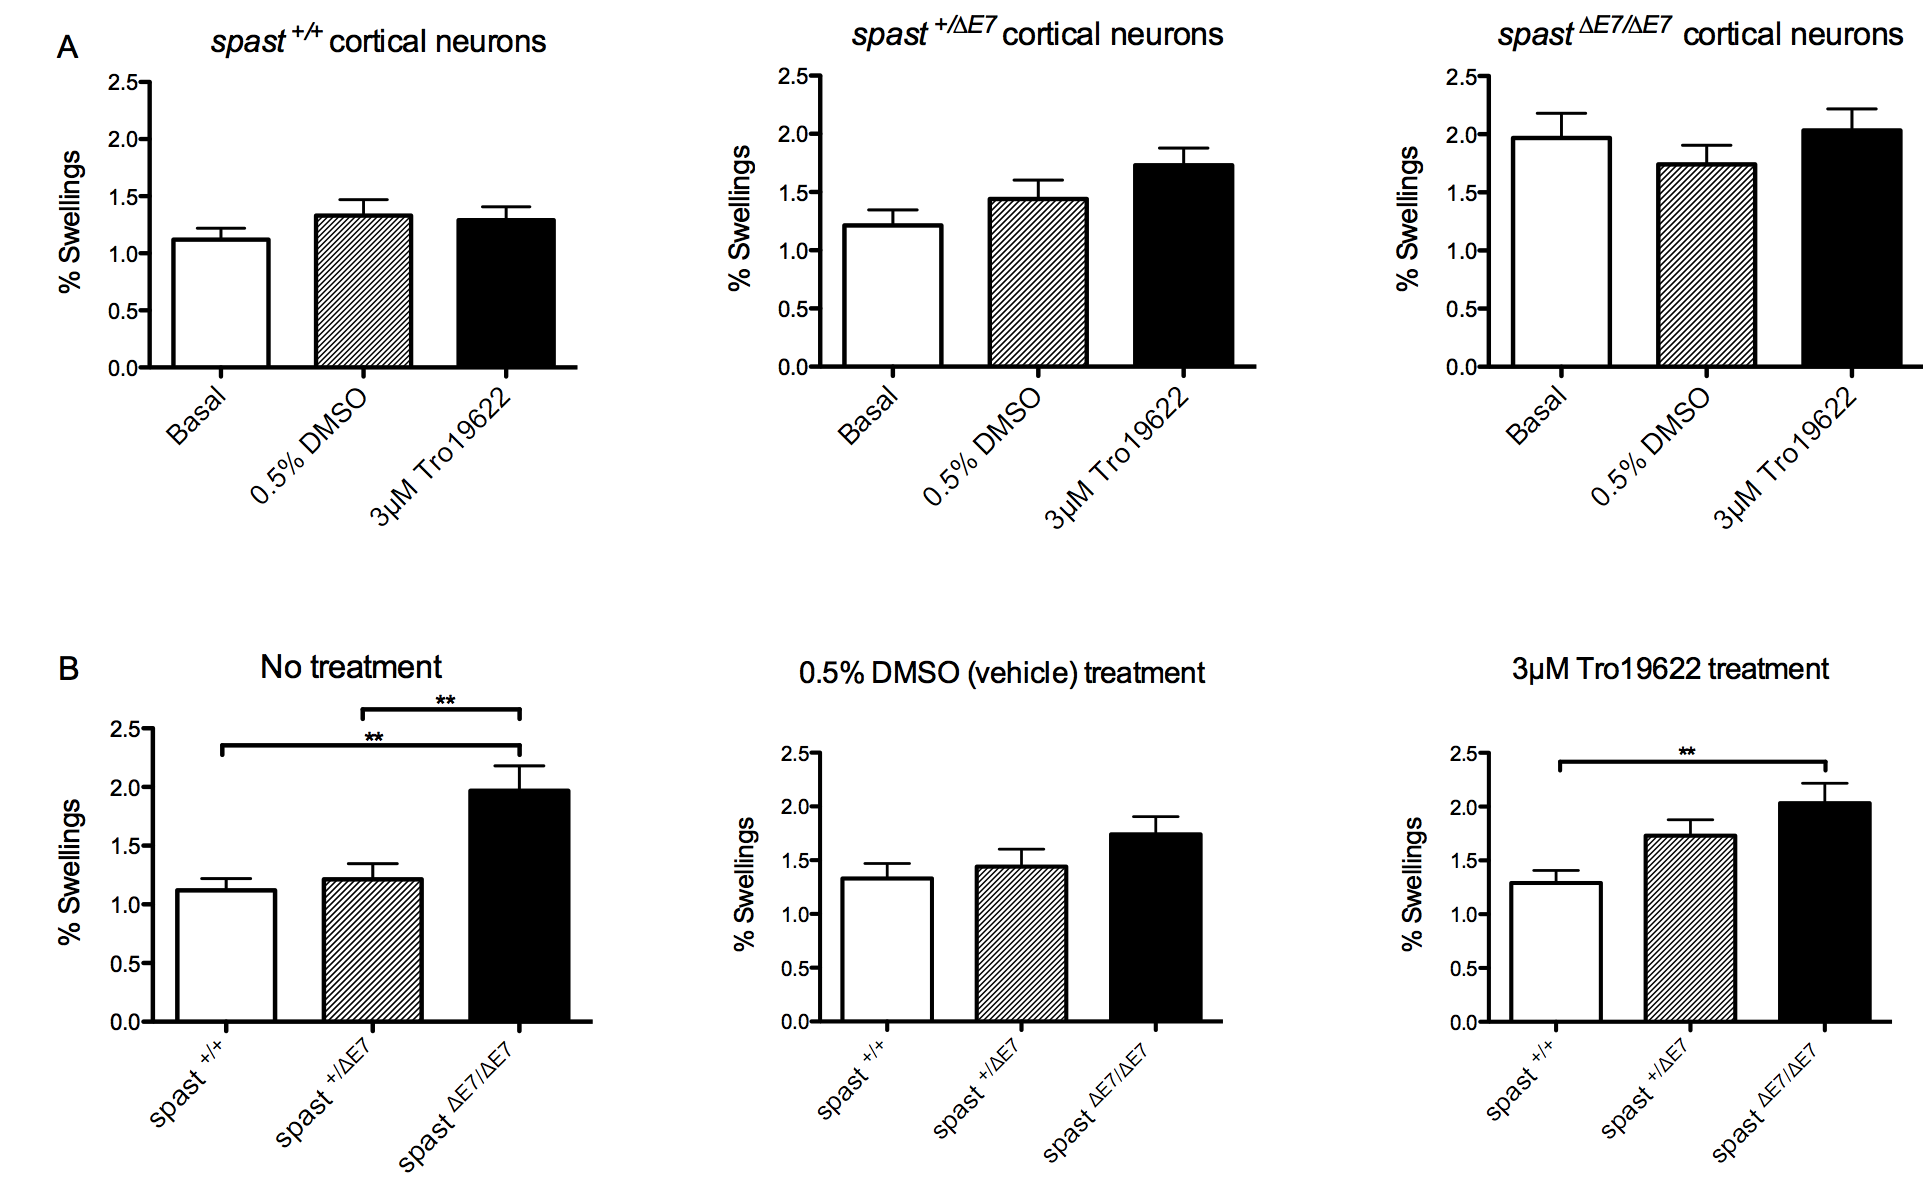 A
spast +/+ cortical neurons
spast +/ΔE7 cortical neurons
spast ΔE7/ΔE7 cortical neurons
% Swellings
2.5
2.0
1.5
1.0
0.5
0.0
Basal
0.5% DMSO
3µM Tro19622
% Swellings
2.5
2.0
1.5
1.0
0.5
0.0
Basal
0.5% DMSO
3µM Tro19622
% Swellings
2.5
2.0
1.5
1.0
0.5
0.0
Basal
0.5% DMSO
3µM Tro19622
B
No treatment
0.5% DMSO (vehicle) treatment
3µM Tro19622 treatment
**
**
% Swellings
2.5
2.0
1.5
1.0
0.5
0.0
spast +/+
spast +/ΔE7
spast ΔE7/ΔE7
% Swellings
2.5
2.0
1.5
1.0
0.5
0.0
spast +/+
spast +/ΔE7
spast ΔE7/ΔE7
**
% Swellings
2.5
2.0
1.5
1.0
0.5
0.0
spast +/+
spast +/ΔE7
spast ΔE7/ΔE7